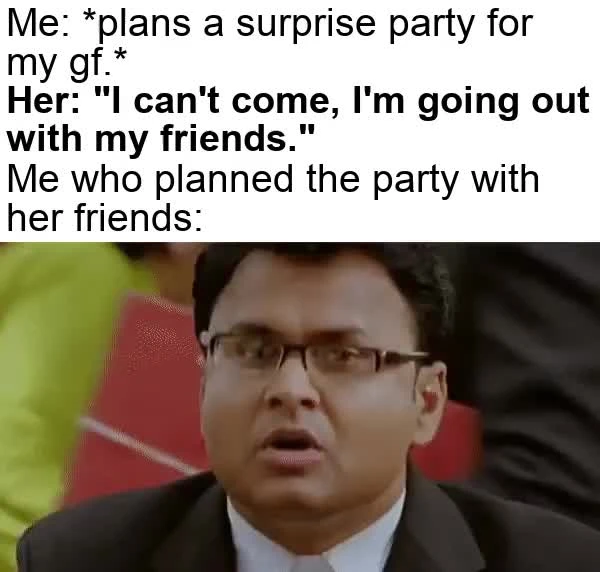 Me: *plans a surprise party for
my gf.*
Her: "I can't come, I'm going out
with my friends."
Me who planned the party with
her friends: